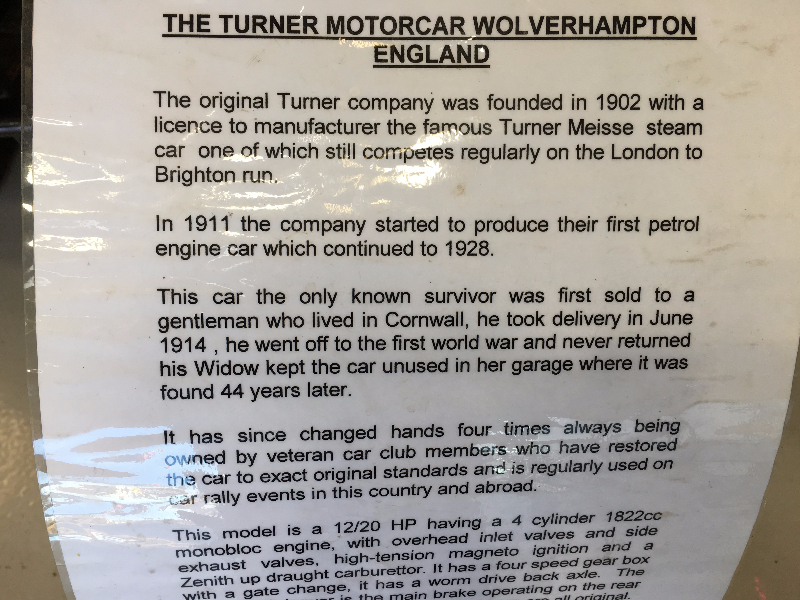 THE TURNER MOTORCAR WOLVERHAMPTON
ENGLAND
The original Turner company was founded in 1902 with a
licence to manufacturer the famous Turner Meisse steam
car one of which still competes regularly on the London to
Brighton run.
In 1911 the company started to produce their first petrol
engine car which continued to 1928.
This car the only known survivor was first sold to a
gentleman who lived in Cornwall, he took delivery in June
1914 , he went off to the first world war and never returned
his Widow kept the car unused in her garage where it was
found 44 years later.
It has since changed hands four times always being
owned by veteran car club members who have restored
the car to exact original standards and is regularly used on
car rally events in this country and abroad.
This model is a 12/20 HP having a 4 cylinder 1822cc
monobloc engine, with overhead inlet valves and side
exhaust valves, high-tension magneto ignition and a
Zenith up draught carburettor. It has a four speed gear box
with a gate change, it has a worm drive back axle. The
is the main brake operating on the rear
are all original.